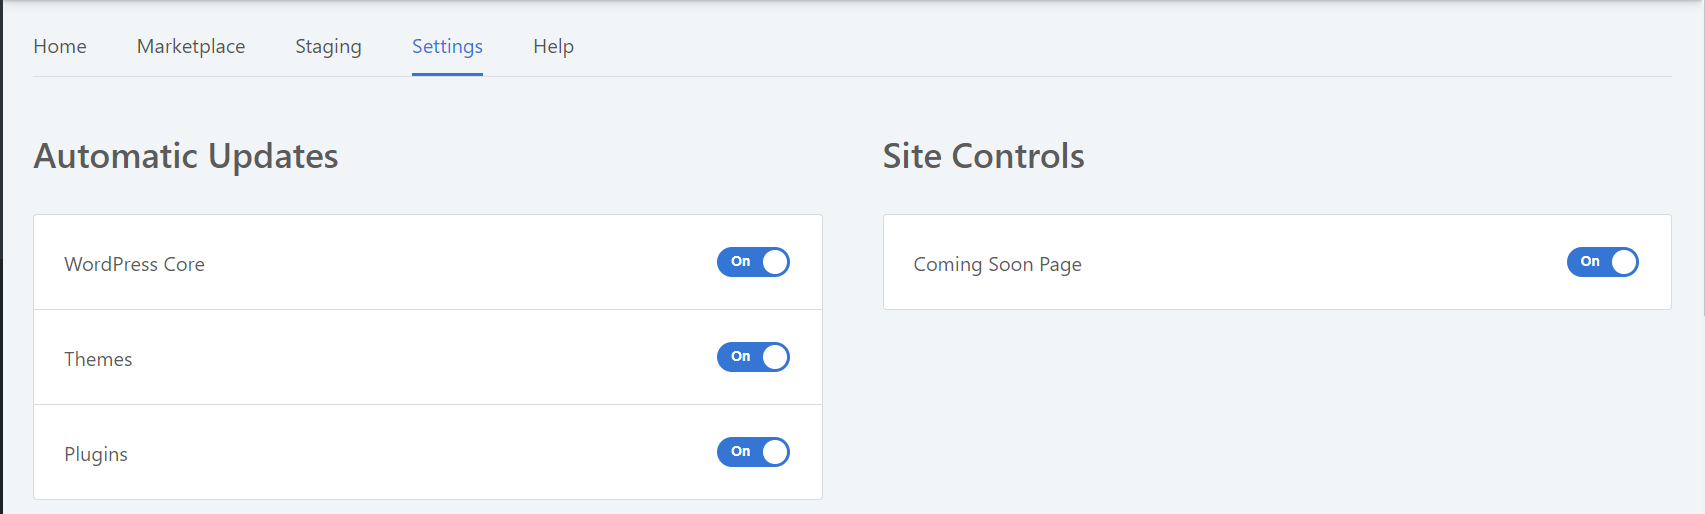 Home Marketplace Staging Settings Help
Automatic Updates
WordPress Core On
Themes On
Plugins On
Site Controls
Coming Soon Page On